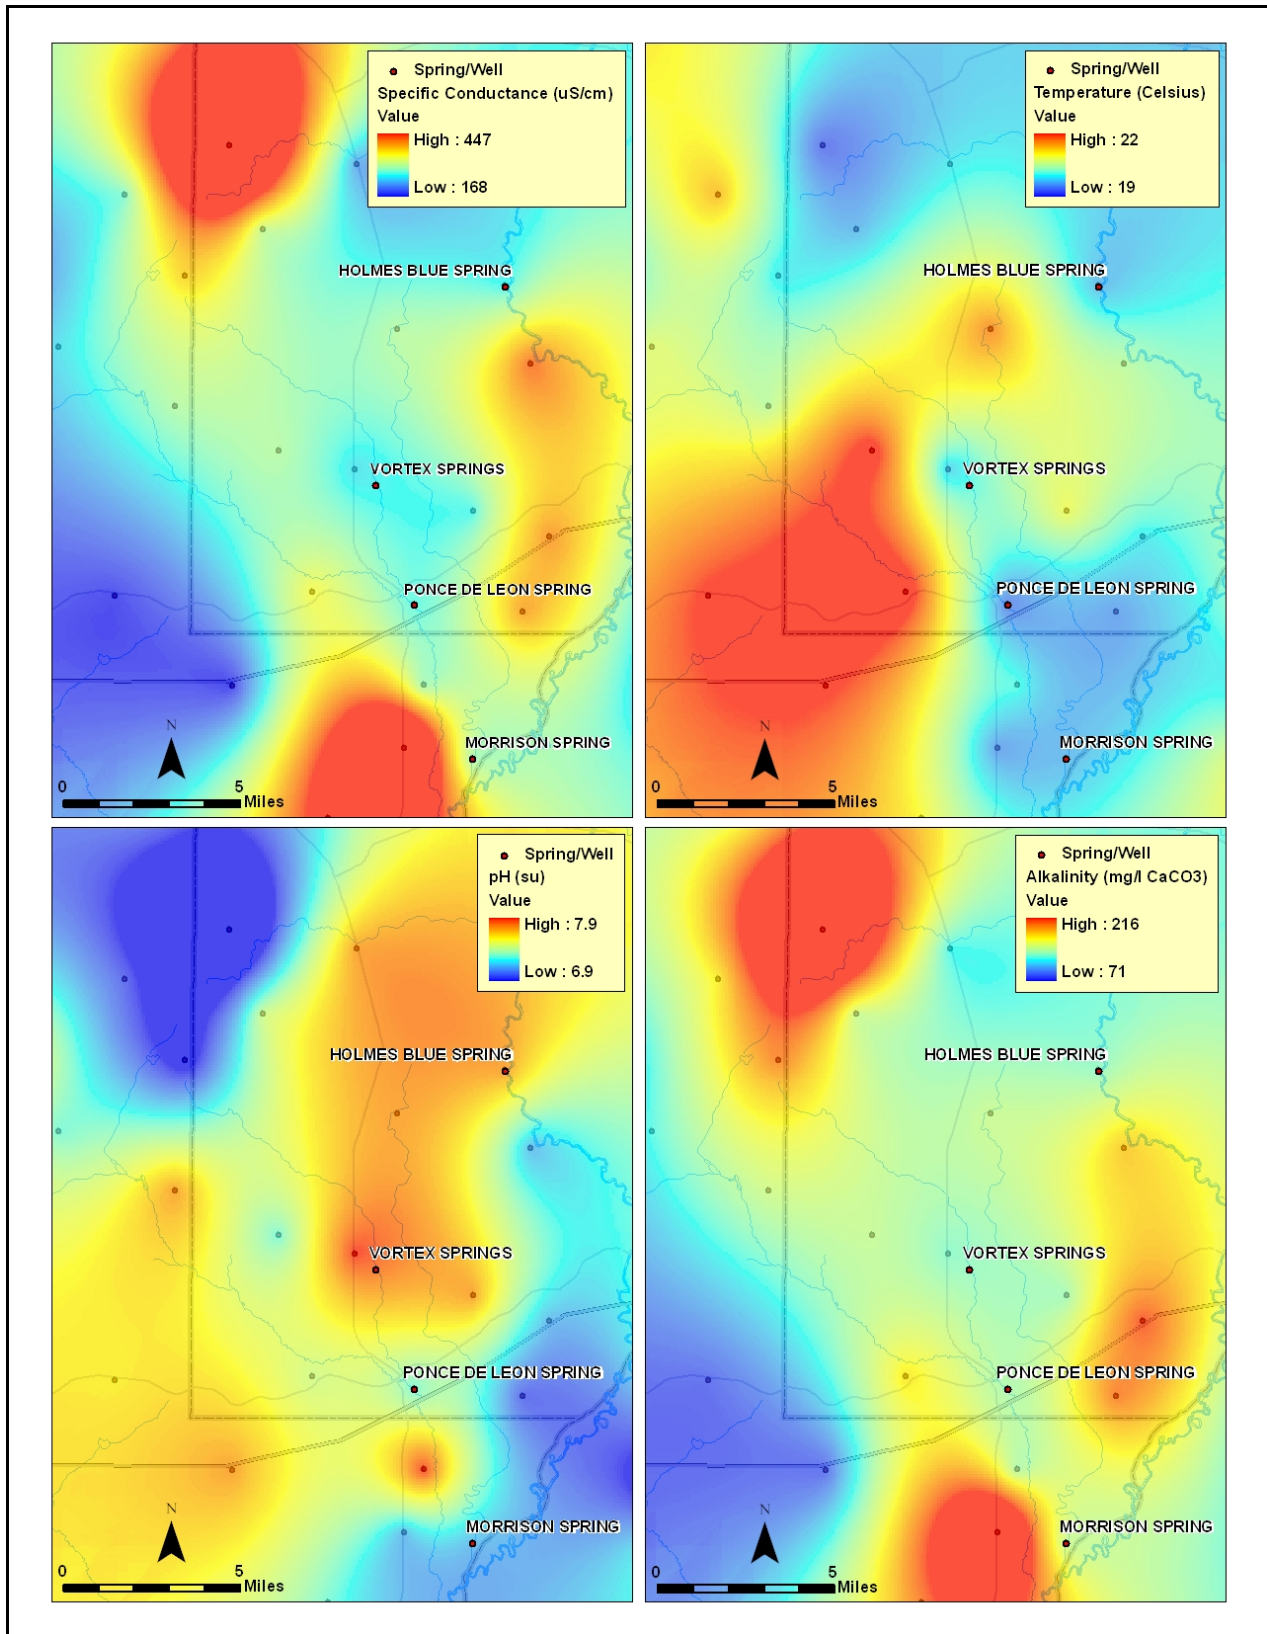 Spring/Well
Specific Conductance (uS/cm)
Value
High : 447
Low : 168
HOLMES BLUE SPRING
VORTEX SPRINGS
PONCE DE LEON SPRING
MORRISON SPRING
N
0 5
Miles
Spring/Well
Temperature (Celsius)
Value
High : 22
Low : 19
HOLMES BLUE SPRING
VORTEX SPRINGS
PONCE DE LEON SPRING
MORRISON SPRING
N
0 5
Miles
Spring/Well
pH (su)
Value
High : 7.9
Low : 6.9
HOLMES BLUE SPRING
VORTEX SPRINGS
PONCE DE LEON SPRING
MORRISON SPRING
N
0 5
Miles
Spring/Well
Alkalinity (mg/l CaCO3)
Value
High : 216
Low : 71
HOLMES BLUE SPRING
VORTEX SPRINGS
PONCE DE LEON SPRING
MORRISON SPRING
N
0 5
Miles